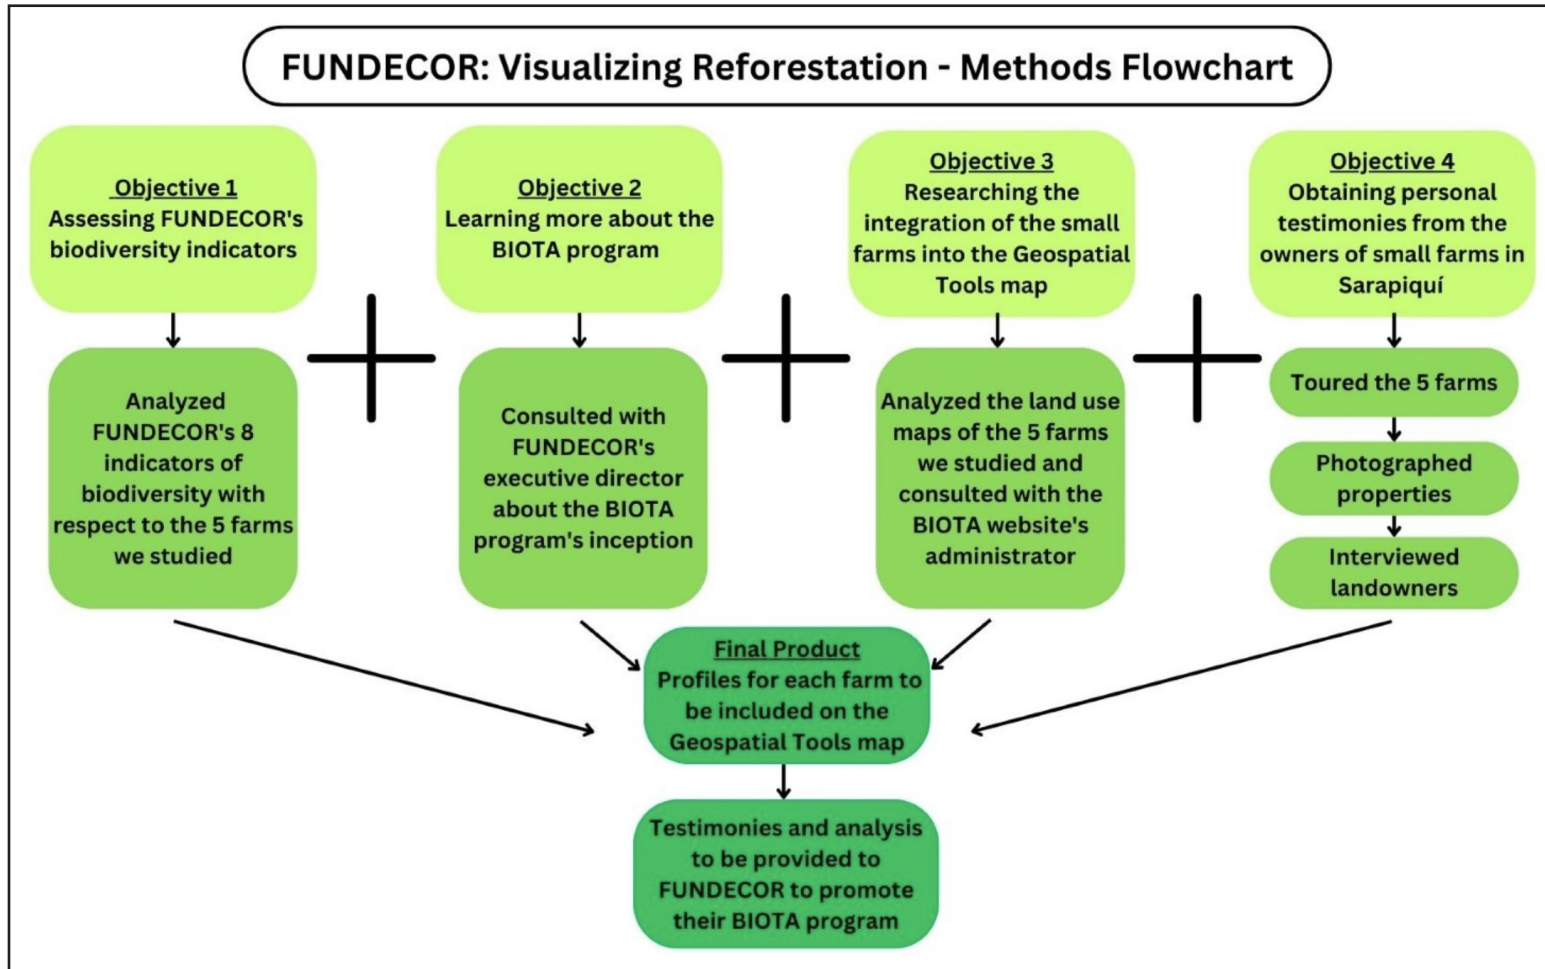 FUNDECOR: Visualizing Reforestation - Methods Flowchart
Objective 1
Assessing FUNDECOR's
biodiversity indicators
Analyzed
FUNDECOR's 8
indicators of
biodiversity with
respect to the 5 farms
we studied
Objective 2
Learning more about the
BIOTA program
Consulted with
FUNDECOR's
executive director
about the BIOTA
program's inception
Objective 3
Researching the
integration of the small
farms into the Geospatial
Tools map
Analyzed the land use
maps of the 5 farms
we studied and
consulted with the
BIOTA website's
administrator
Objective 4
Obtaining personal
testimonies from the
owners of small farms in
Sarapiquí
Toured the 5 farms
Photographed
properties
Interviewed
landowners
Final Product
Profiles for each farm to
be included on the
Geospatial Tools map
Testimonies and analysis
to be provided to
FUNDECOR to promote
their BIOTA program